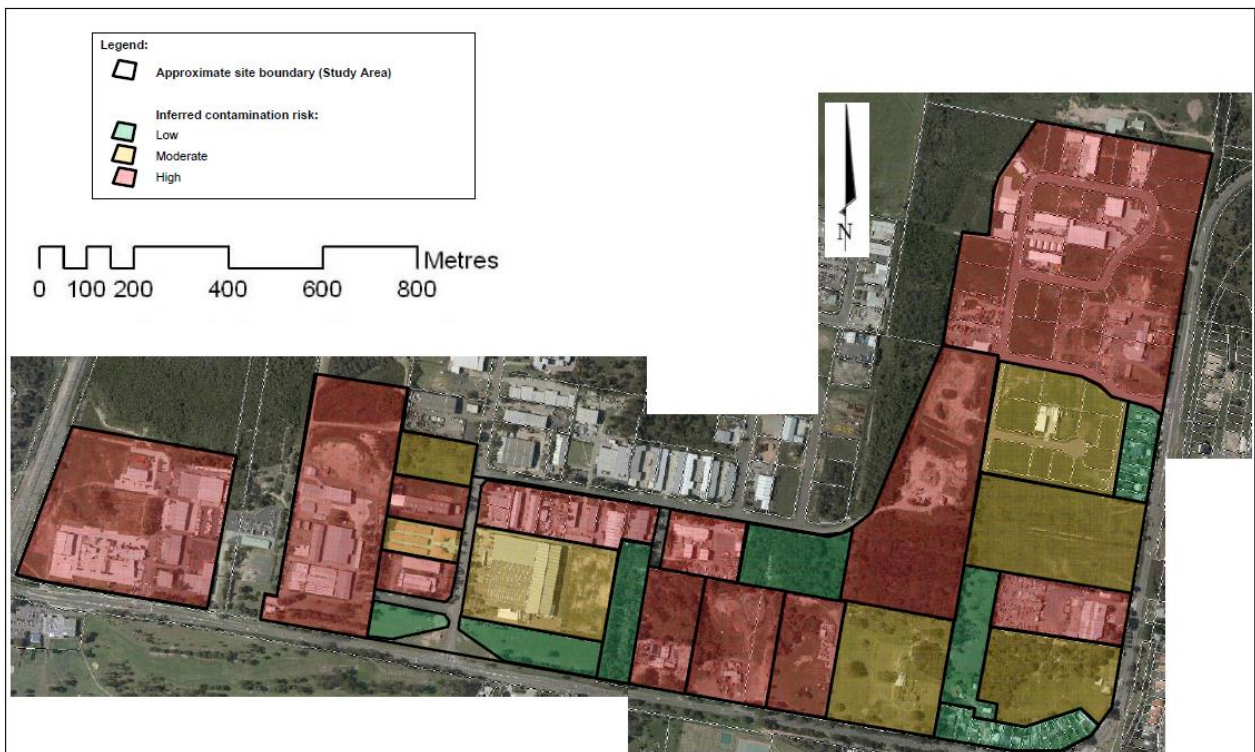 Legend:
Approximate site boundary (Study Area)
Inferred contamination risk:
Low
Moderate
High
N
Metres
0 100 200 400 600 800